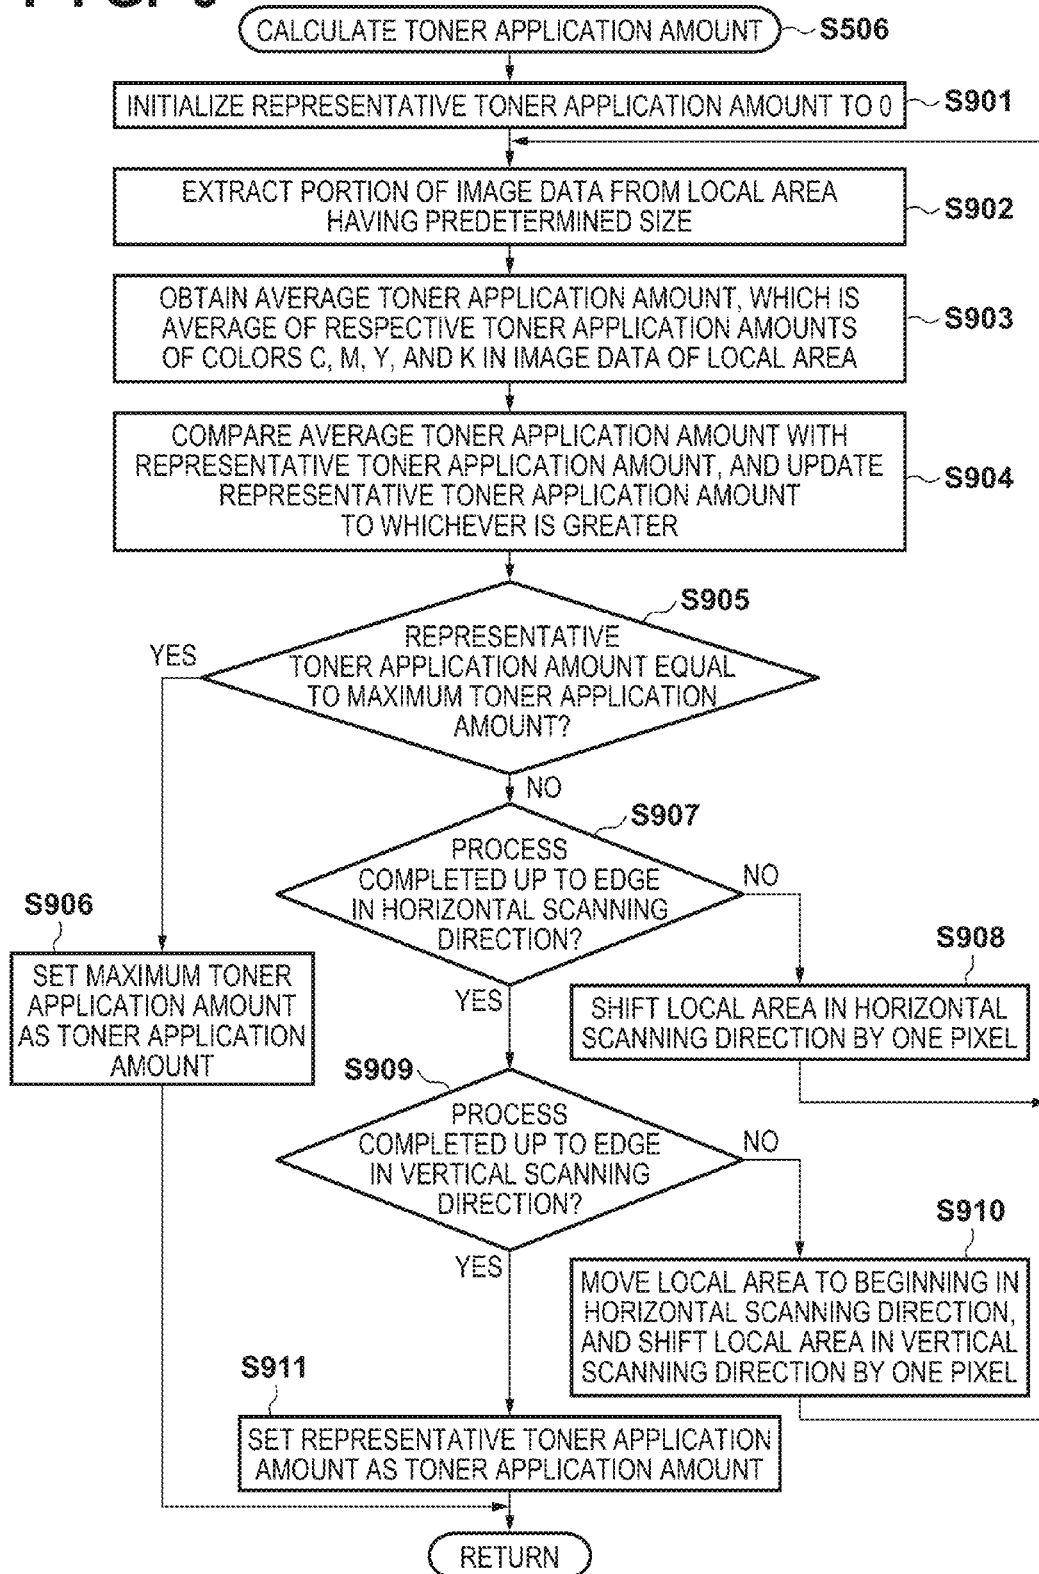 CALCULATE TONER APPLICATION AMOUNT
S506
INITIALIZE REPRESENTATIVE TONER APPLICATION AMOUNT TO 0
S901
EXTRACT PORTION OF IMAGE DATA FROM LOCAL AREA
HAVING PREDETERMINED SIZE
S902
OBTAIN AVERAGE TONER APPLICATION AMOUNT, WHICH IS
AVERAGE OF RESPECTIVE TONER APPLICATION AMOUNTS
OF COLORS C, M, Y, AND K IN IMAGE DATA OF LOCAL AREA
S903
COMPARE AVERAGE TONER APPLICATION AMOUNT WITH
REPRESENTATIVE TONER APPLICATION AMOUNT, AND UPDATE
REPRESENTATIVE TONER APPLICATION AMOUNT
TO WHICHEVER IS GREATER
S904
S905
REPRESENTATIVE
TONER APPLICATION AMOUNT EQUAL
TO MAXIMUM TONER APPLICATION
AMOUNT?
YES
NO
S907
PROCESS
COMPLETED UP TO EDGE
IN HORIZONTAL SCANNING
DIRECTION?
NO
YES
S906
SET MAXIMUM TONER
APPLICATION AMOUNT
AS TONER APPLICATION
AMOUNT
S908
SHIFT LOCAL AREA IN HORIZONTAL
SCANNING DIRECTION BY ONE PIXEL
S909
PROCESS
COMPLETED UP TO EDGE
IN VERTICAL SCANNING
DIRECTION?
NO
YES
S910
MOVE LOCAL AREA TO BEGINNING IN
HORIZONTAL SCANNING DIRECTION,
AND SHIFT LOCAL AREA IN VERTICAL
SCANNING DIRECTION BY ONE PIXEL
S911
SET REPRESENTATIVE TONER APPLICATION
AMOUNT AS TONER APPLICATION AMOUNT
RETURN